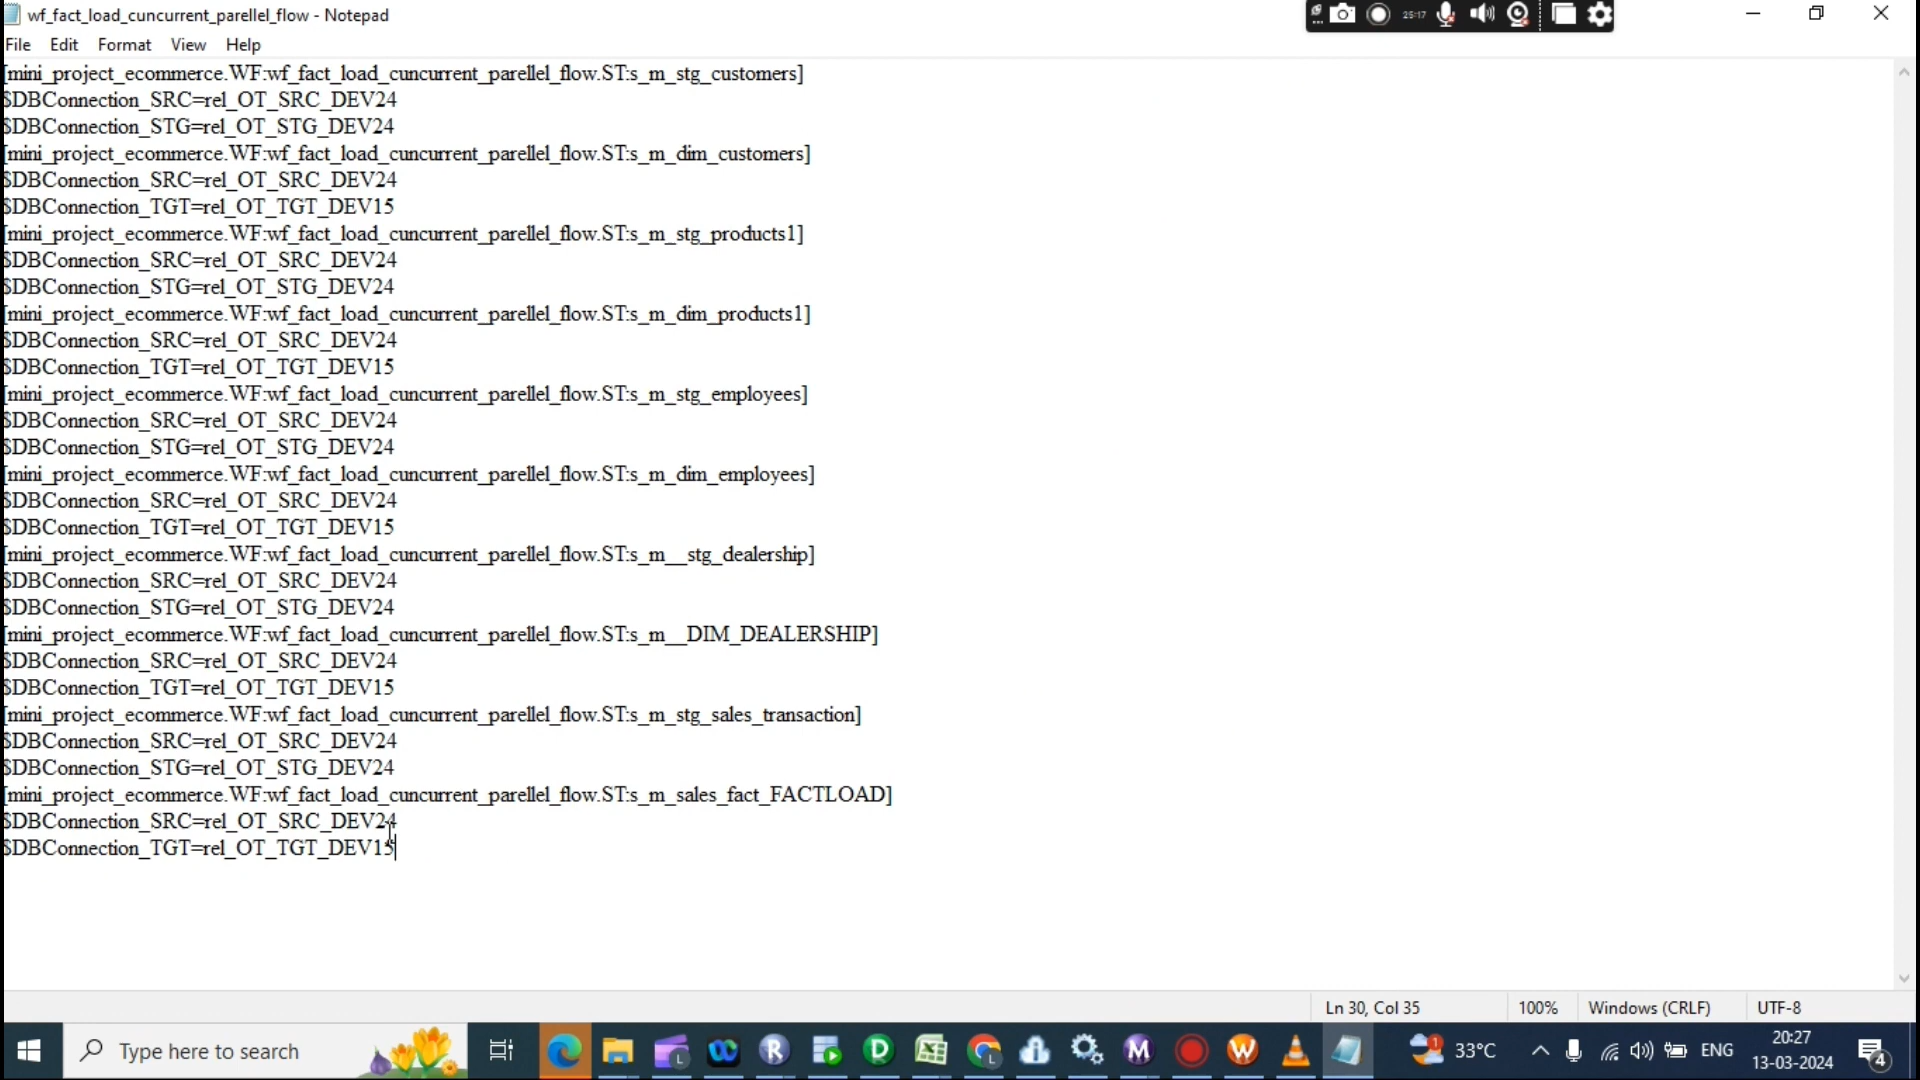 wf_fact_load_cuncurrent_parellel_flow - Notepad
25:17
File Edit Format View Help
[mini_project_ecommerce.WF:wf_fact_load_cuncurrent_parellel_flow.ST:s_m_stg_customers]
$DBConnection_SRC=rel_OT_SRC_DEV24
$DBConnection_STG=rel_OT_STG_DEV24
[mini_project_ecommerce.WF:wf_fact_load_cuncurrent_parellel_flow.ST:s_m_dim_customers]
$DBConnection_SRC=rel_OT_SRC_DEV24
$DBConnection_TGT=rel_OT_TGT_DEV15
[mini_project_ecommerce.WF:wf_fact_load_cuncurrent_parellel_flow.ST:s_m_stg_products1]
$DBConnection_SRC=rel_OT_SRC_DEV24
$DBConnection_STG=rel_OT_STG_DEV24
[mini_project_ecommerce.WF:wf_fact_load_cuncurrent_parellel_flow.ST:s_m_dim_products1]
$DBConnection_SRC=rel_OT_SRC_DEV24
$DBConnection_TGT=rel_OT_TGT_DEV15
[mini_project_ecommerce.WF:wf_fact_load_cuncurrent_parellel_flow.ST:s_m_stg_employees]
$DBConnection_SRC=rel_OT_SRC_DEV24
$DBConnection_STG=rel_OT_STG_DEV24
[mini_project_ecommerce.WF:wf_fact_load_cuncurrent_parellel_flow.ST:s_m_dim_employees]
$DBConnection_SRC=rel_OT_SRC_DEV24
$DBConnection_TGT=rel_OT_TGT_DEV15
[mini_project_ecommerce.WF:wf_fact_load_cuncurrent_parellel_flow.ST:s_m__stg_dealership]
$DBConnection_SRC=rel_OT_SRC_DEV24
$DBConnection_STG=rel_OT_STG_DEV24
[mini_project_ecommerce.WF:wf_fact_load_cuncurrent_parellel_flow.ST:s_m__DIM_DEALERSHIP]
$DBConnection_SRC=rel_OT_SRC_DEV24
$DBConnection_TGT=rel_OT_TGT_DEV15
[mini_project_ecommerce.WF:wf_fact_load_cuncurrent_parellel_flow.ST:s_m_stg_sales_transaction]
$DBConnection_SRC=rel_OT_SRC_DEV24
$DBConnection_STG=rel_OT_STG_DEV24
[mini_project_ecommerce.WF:wf_fact_load_cuncurrent_parellel_flow.ST:s_m_sales_fact_FACTLOAD]
$DBConnection_SRC=rel_OT_SRC_DEV24
$DBConnection_TGT=rel_OT_TGT_DEV15
Ln 30, Col 35 100% Windows (CRLF) UTF-8
Type here to search 33°C ENG 20:27
13-03-2024 4